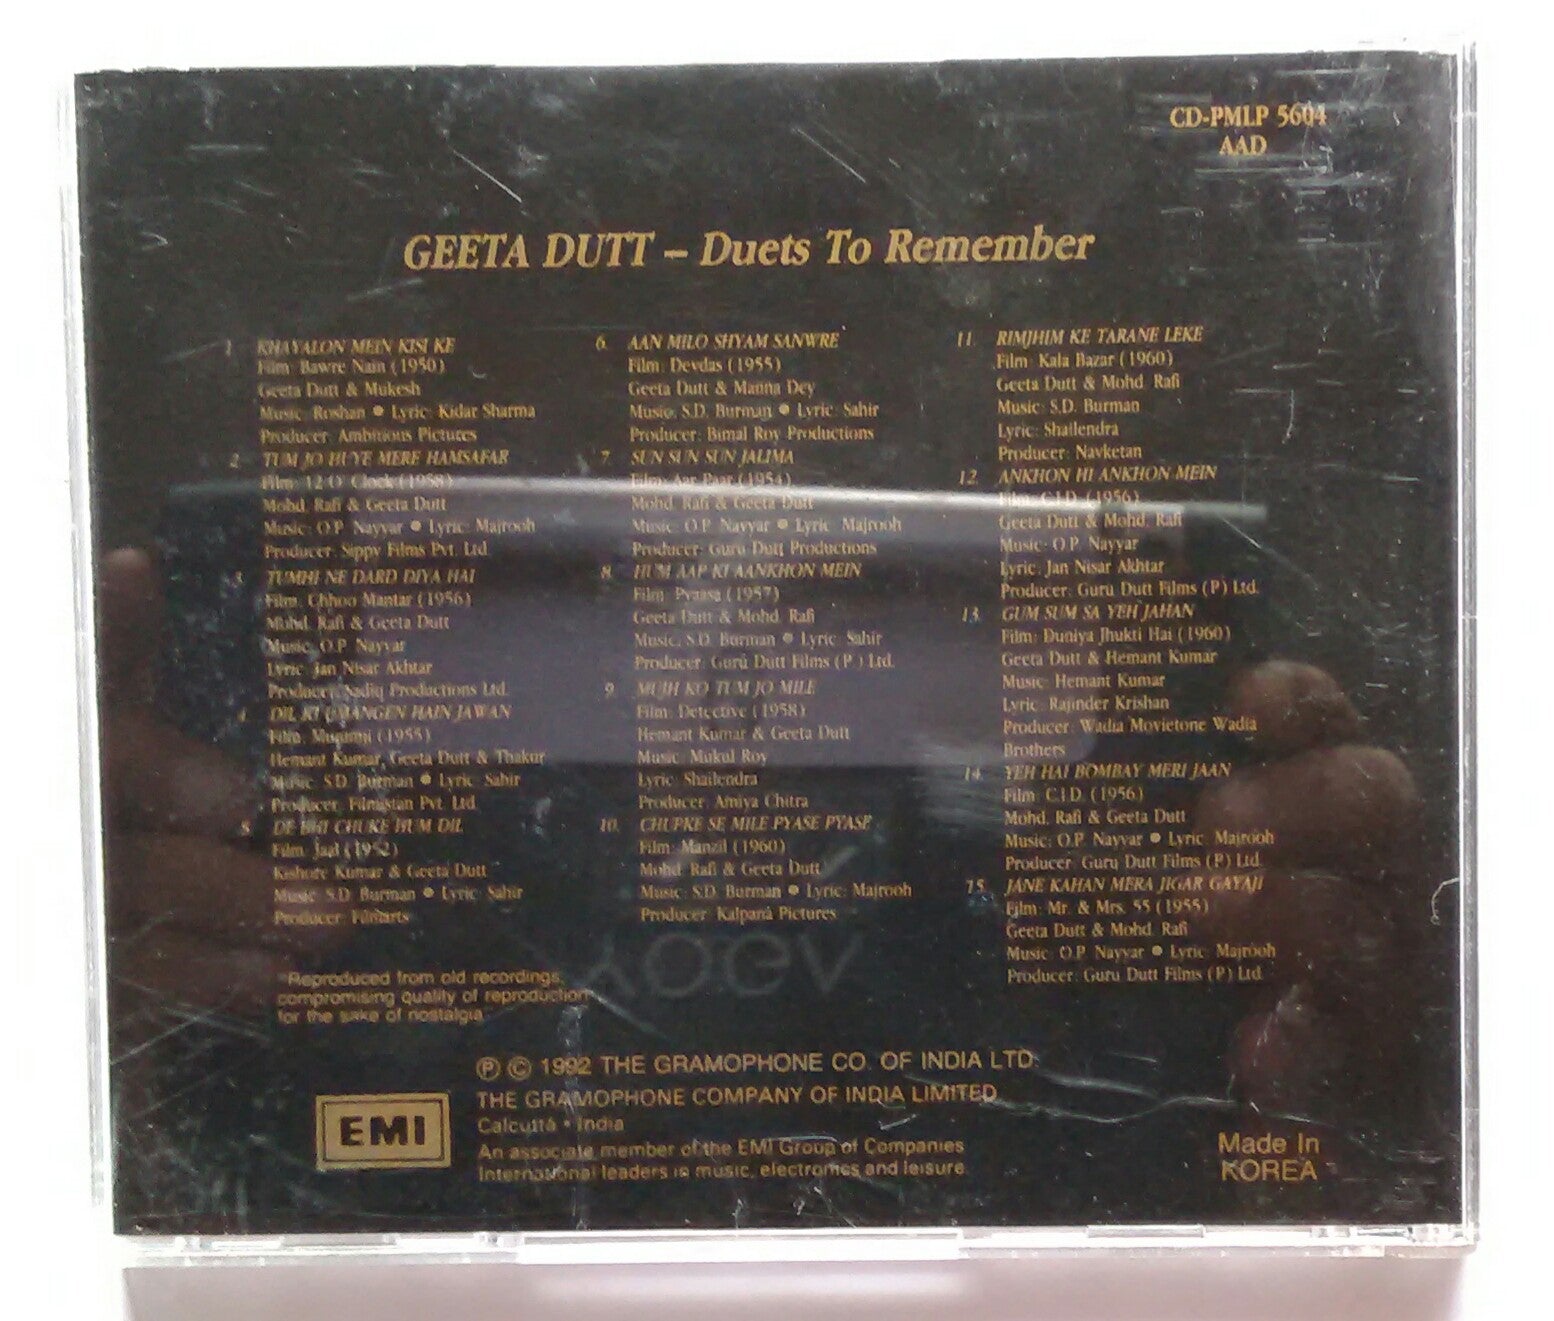 CD-PMLP 5604
AAD
GEETA DUTT – Duets To Remember
1. KHAYALON MEIN KISI KE
Film: Bawre Nain (1950)
Geeta Dutt & Mukesh
Music: Roshan • Lyric: Kidar Sharma
Producer: Ambitious Pictures
2. TUM JO HUYE MERE HAMSAFAR
Film: 12 O' Clock (1958)
Mohd. Rafi & Geeta Dutt
Music: O.P. Nayyar • Lyric: Majrooh
Producer: Sippy Films Pvt. Ltd.
3. TUMHI NE DARD DIYA HAI
Film: Chhoo Mantar (1956)
Mohd. Rafi & Geeta Dutt
Music: O.P. Nayyar
Lyric: Jan Nisar Akhtar
Producer: Sadiq Productions Ltd.
4. DIL KI UMANGEN HAIN JAWAN
Film: Munimji (1955)
Hemant Kumar, Geeta Dutt & Thakur
Music: S.D. Burman • Lyric: Sahir
Producer: Filmistan Pvt. Ltd.
5. DE BHI CHUKE HUM DIL
Film: Jaal (1952)
Kishore Kumar & Geeta Dutt
Music: S.D. Burman • Lyric: Sahir
Producer: Filmarts
6. AAN MILO SHYAM SANWRE
Film: Devdas (1955)
Geeta Dutt & Manna Dey
Music: S.D. Burman • Lyric: Sahir
Producer: Bimal Roy Productions
7. SUN SUN SUN JALIMA
Film: Aar Paar (1954)
Mohd. Rafi & Geeta Dutt
Music: O.P. Nayyar • Lyric: Majrooh
Producer: Guru Dutt Productions
8. HUM AAP KI AANKHON MEIN
Film: Pyaasa (1957)
Geeta Dutt & Mohd. Rafi
Music: S.D. Burman • Lyric: Sahir
Producer: Guru Dutt Films (P.) Ltd.
9. MUJH KO TUM JO MILE
Film: Detective (1958)
Hemant Kumar & Geeta Dutt
Music: Mukul Roy
Lyric: Shailendra
Producer: Amiya Chitra
10. CHUPKE SE MILE PYASE PYASE
Film: Manzil (1960)
Mohd. Rafi & Geeta Dutt
Music: S.D. Burman • Lyric: Majrooh
Producer: Kalpana Pictures
11. RIMJHIM KE TARANE LEKE
Film: Kala Bazar (1960)
Geeta Dutt & Mohd. Rafi
Music: S.D. Burman
Lyric: Shailendra
Producer: Navketan
12. ANKHON HI ANKHON MEIN
Film: C.I.D. (1956)
Geeta Dutt & Mohd. Rafi
Music: O.P. Nayyar
Lyric: Jan Nisar Akhtar
Producer: Guru Dutt Films (P) Ltd.
13. GUM SUM SA YEH JAHAN
Film: Duniya Jhukti Hai (1960)
Geeta Dutt & Hemant Kumar
Music: Hemant Kumar
Lyric: Rajinder Krishan
Producer: Wadia Movietone Wadia
Brothers
14. YEH HAI BOMBAY MERI JAAN
Film: C.I.D. (1956)
Mohd. Rafi & Geeta Dutt
Music: O.P. Nayyar • Lyric: Majrooh
Producer: Guru Dutt Films (P.) Ltd.
15. JANE KAHAN MERA JIGAR GAYAJI
Film: Mr. & Mrs. 55 (1955)
Geeta Dutt & Mohd. Rafi
Music: O.P. Nayyar • Lyric: Majrooh
Producer: Guru Dutt Films (P) Ltd.
Reproduced from old recordings,
compromising quality of reproduction
for the sake of nostalgia
℗ © 1992 THE GRAMOPHONE CO. OF INDIA LTD.
THE GRAMOPHONE COMPANY OF INDIA LIMITED
Calcutta • India
An associate member of the EMI Group of Companies
International leaders in music, electronics and leisure
EMI
Made In
KOREA